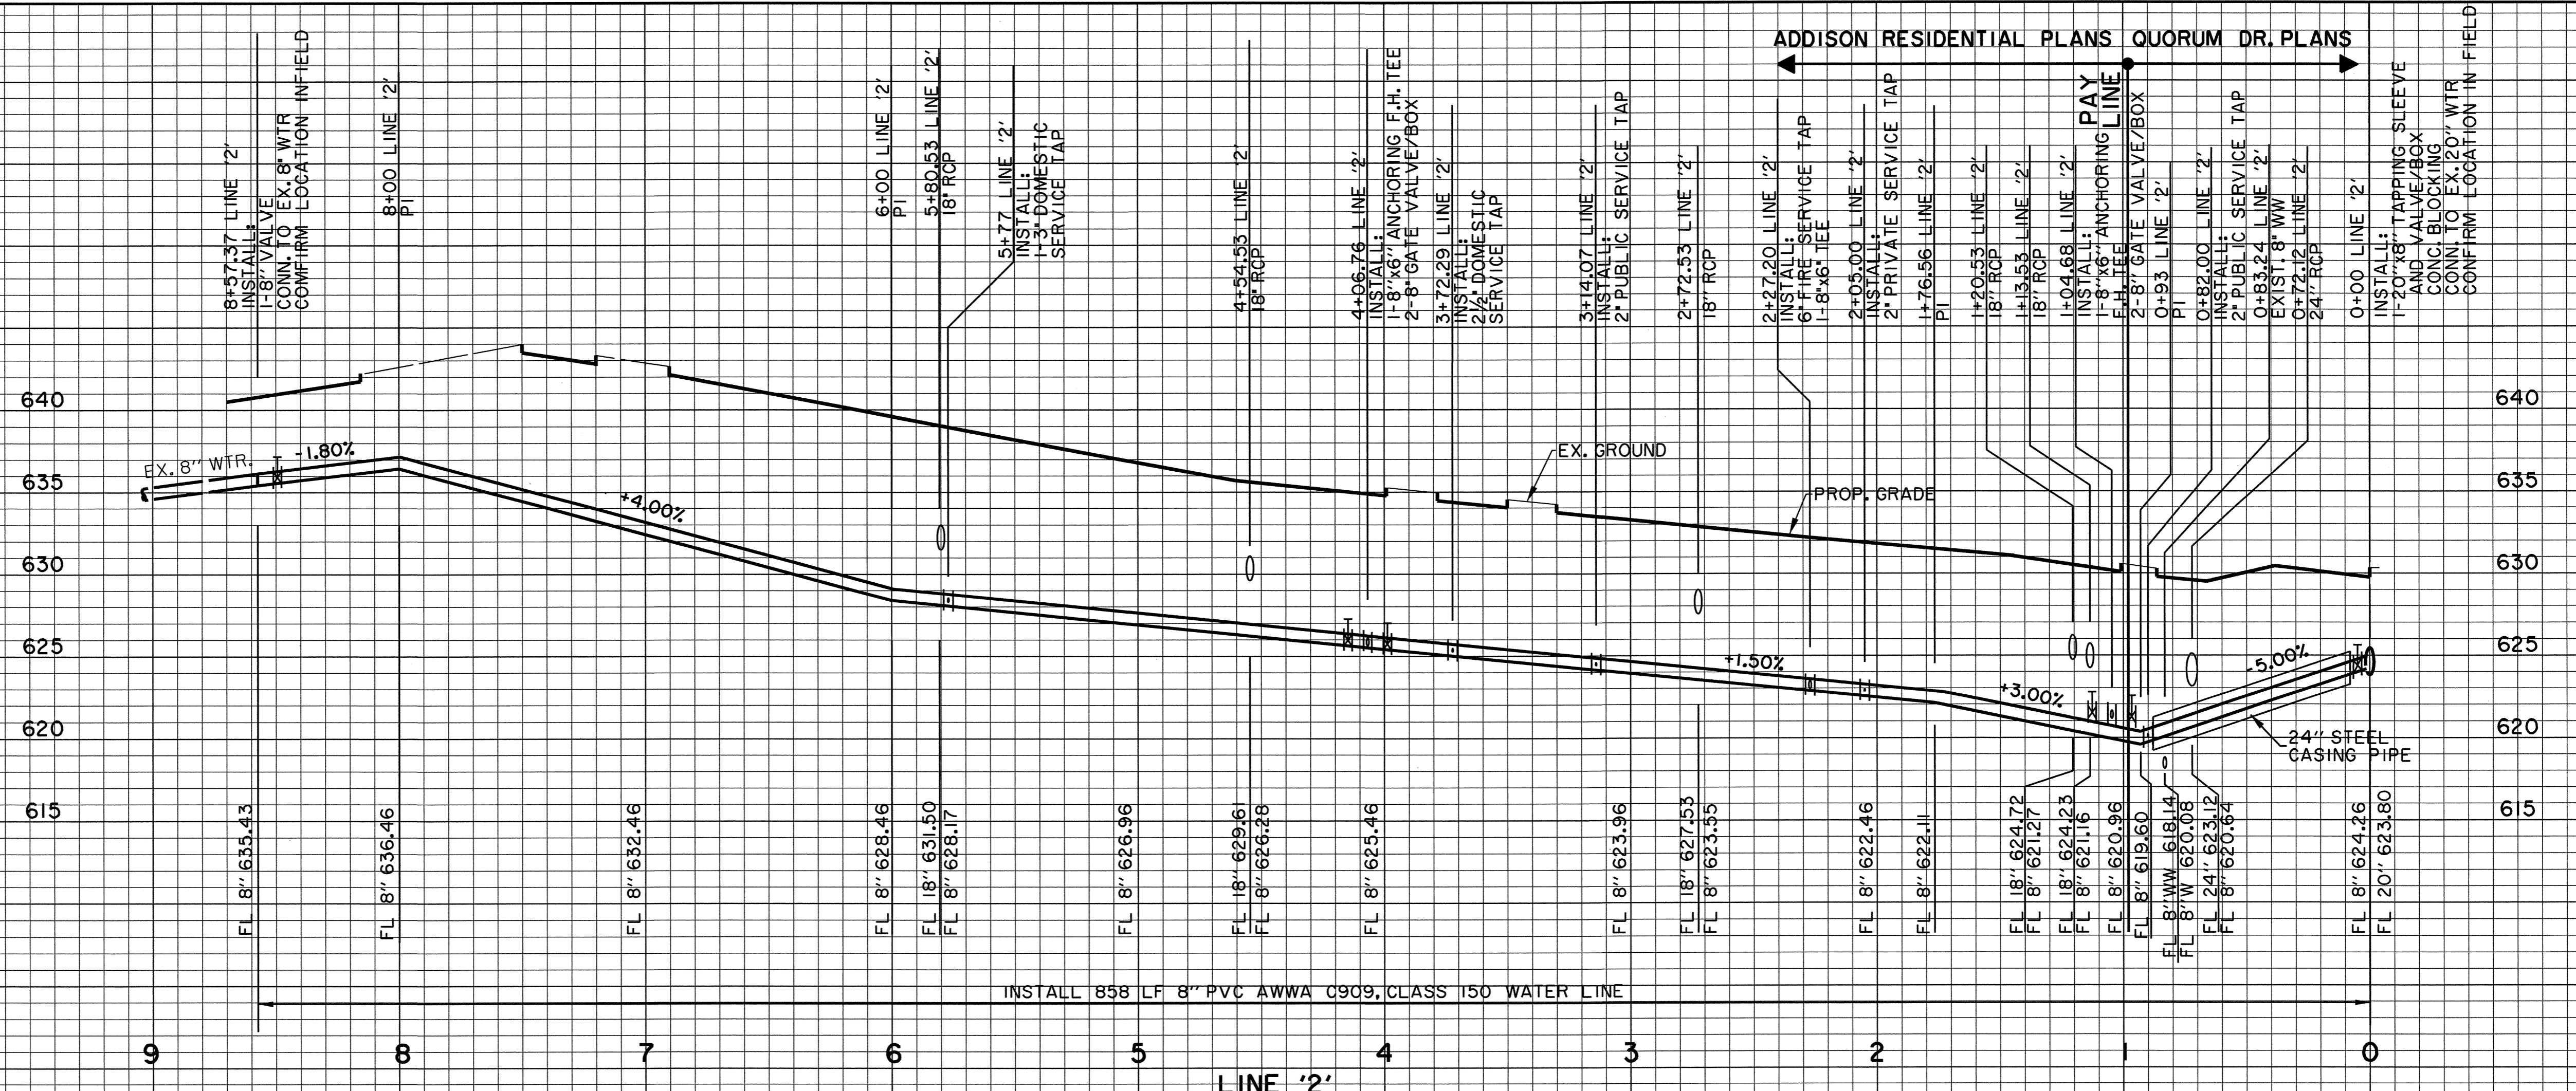 ADDISON RESIDENTIAL PLANS QUORUM DR. PLANS
PAY
LINE
8+57.37 LINE '2'
INSTALL:
1-8" VALVE
CONN. TO EX. 8" WTR
COMFIRM LOCATION INFIELD
8+00 LINE '2'
PI
6+00 LINE '2'
PI
5+80.53 LINE '2'
18" RCP
5+77 LINE '2'
INSTALL:
1-3" DOMESTIC
SERVICE TAP
4+54.53 LINE '2'
18" RCP
4+06.76 LINE '2'
INSTALL:
1-8"x6" ANCHORING F.H. TEE
2-8" GATE VALVE/BOX
3+72.29 LINE '2'
INSTALL:
2½" DOMESTIC
SERVICE TAP
3+14.07 LINE '2'
INSTALL:
2" PUBLIC SERVICE TAP
2+72.53 LINE '2'
18" RCP
2+27.20 LINE '2'
INSTALL:
6" FIRE SERVICE TAP
1-8"x6" TEE
2+05.00 LINE '2'
INSTALL:
2" PRIVATE SERVICE TAP
1+76.56 LINE '2'
PI
1+20.53 LINE '2'
18" RCP
1+13.53 LINE '2'
18" RCP
1+04.68 LINE '2'
INSTALL:
1-8"x6" ANCHORING
F.H. TEE
2-8" GATE VALVE/BOX
0+93 LINE '2'
PI
0+82.00 LINE '2'
INSTALL:
2" PUBLIC SERVICE TAP
0+83.24 LINE '2'
EXIST. 8" WW
0+72.12 LINE '2'
24" RCP
0+00 LINE '2'
INSTALL:
1-20"x8" TAPPING SLEEVE
AND VALVE/BOX
CONC. BLOCKING
CONN. TO EX. 20" WTR
CONFIRM LOCATION IN FIELD
640
635
630
625
620
615
640
635
630
625
620
615
EX. 8" WTR.
-1.80%
+4.00%
EX. GROUND
PROP. GRADE
+1.50%
+3.00%
-5.00%
24" STEEL
CASING PIPE
FL 8" 635.43
FL 8" 636.46
FL 8" 632.46
FL 8" 628.46
FL 18" 631.50
FL 8" 628.17
FL 8" 626.96
FL 18" 629.61
FL 8" 626.28
FL 8" 625.46
FL 8" 623.96
FL 18" 627.53
FL 8" 623.55
FL 8" 622.46
FL 8" 622.11
FL 18" 624.72
FL 8" 621.27
FL 18" 624.23
FL 8" 621.16
FL 8" 620.96
FL 8" 619.60
FL 8"WW 618.14
FL 8"W 620.08
FL 24" 623.12
FL 8" 620.64
FL 8" 624.26
FL 20" 623.80
INSTALL 858 LF 8" PVC AWWA C909, CLASS 150 WATER LINE
9 8 7 6 5 4 3 2 1 0
LINE '2'